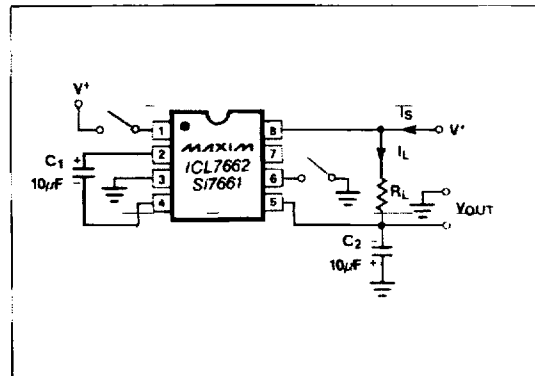 V+
1
2
3
4
8
7
6
5
MAXIM
ICL7662
SI7661
C1
+
10µF
-
IS
V+
IL
RL
VOUT
C2
-
10µF
+